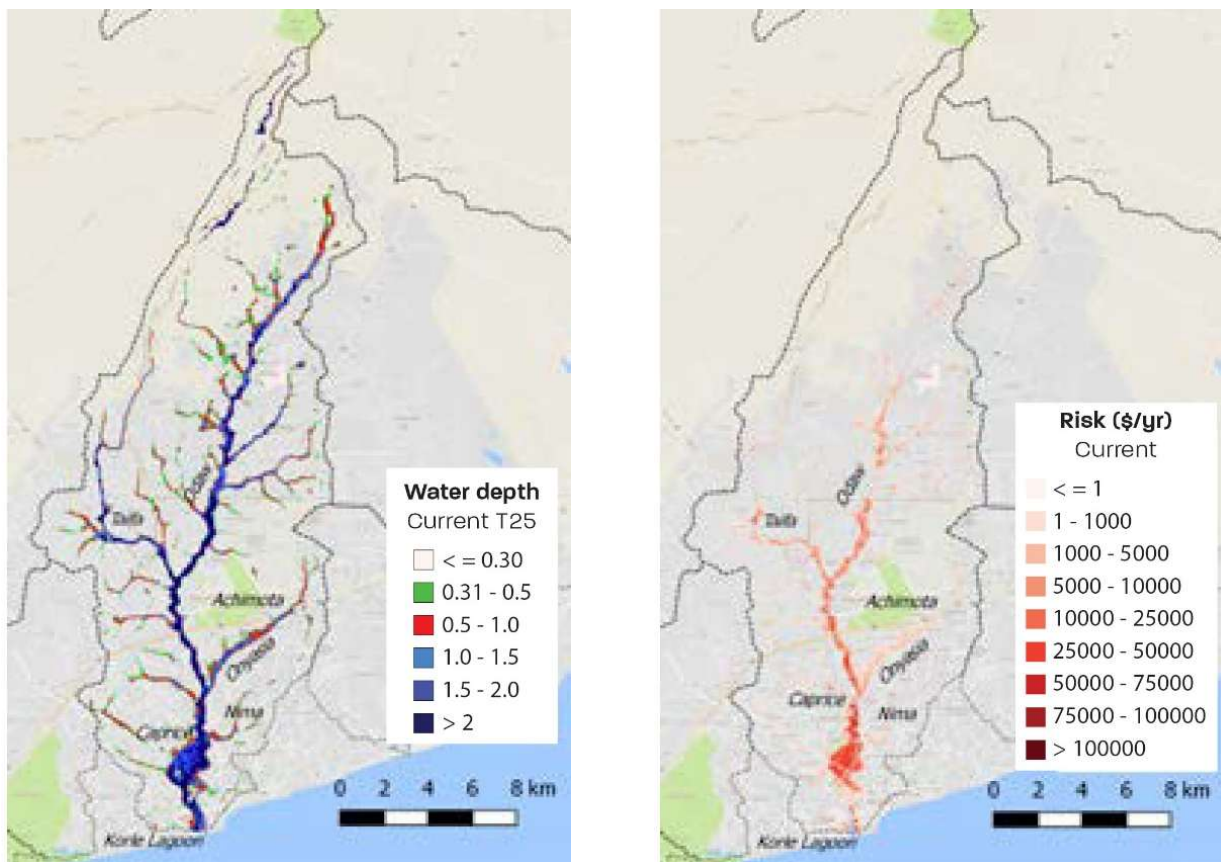 Odaw
Taifa
Achimota
Onyasia
Nima
Caprice
Korle Lagoon
Water depth
Current T25
< = 0.30
0.31 - 0.5
0.5 - 1.0
1.0 - 1.5
1.5 - 2.0
> 2
0 2 4 6 8 km
Odaw
Taifa
Achimota
Onyasia
Caprice
Nima
Korle Lagoon
Risk ($/yr)
Current
< = 1
1 - 1000
1000 - 5000
5000 - 10000
10000 - 25000
25000 - 50000
50000 - 75000
75000 - 100000
> 100000
0 2 4 6 8 km